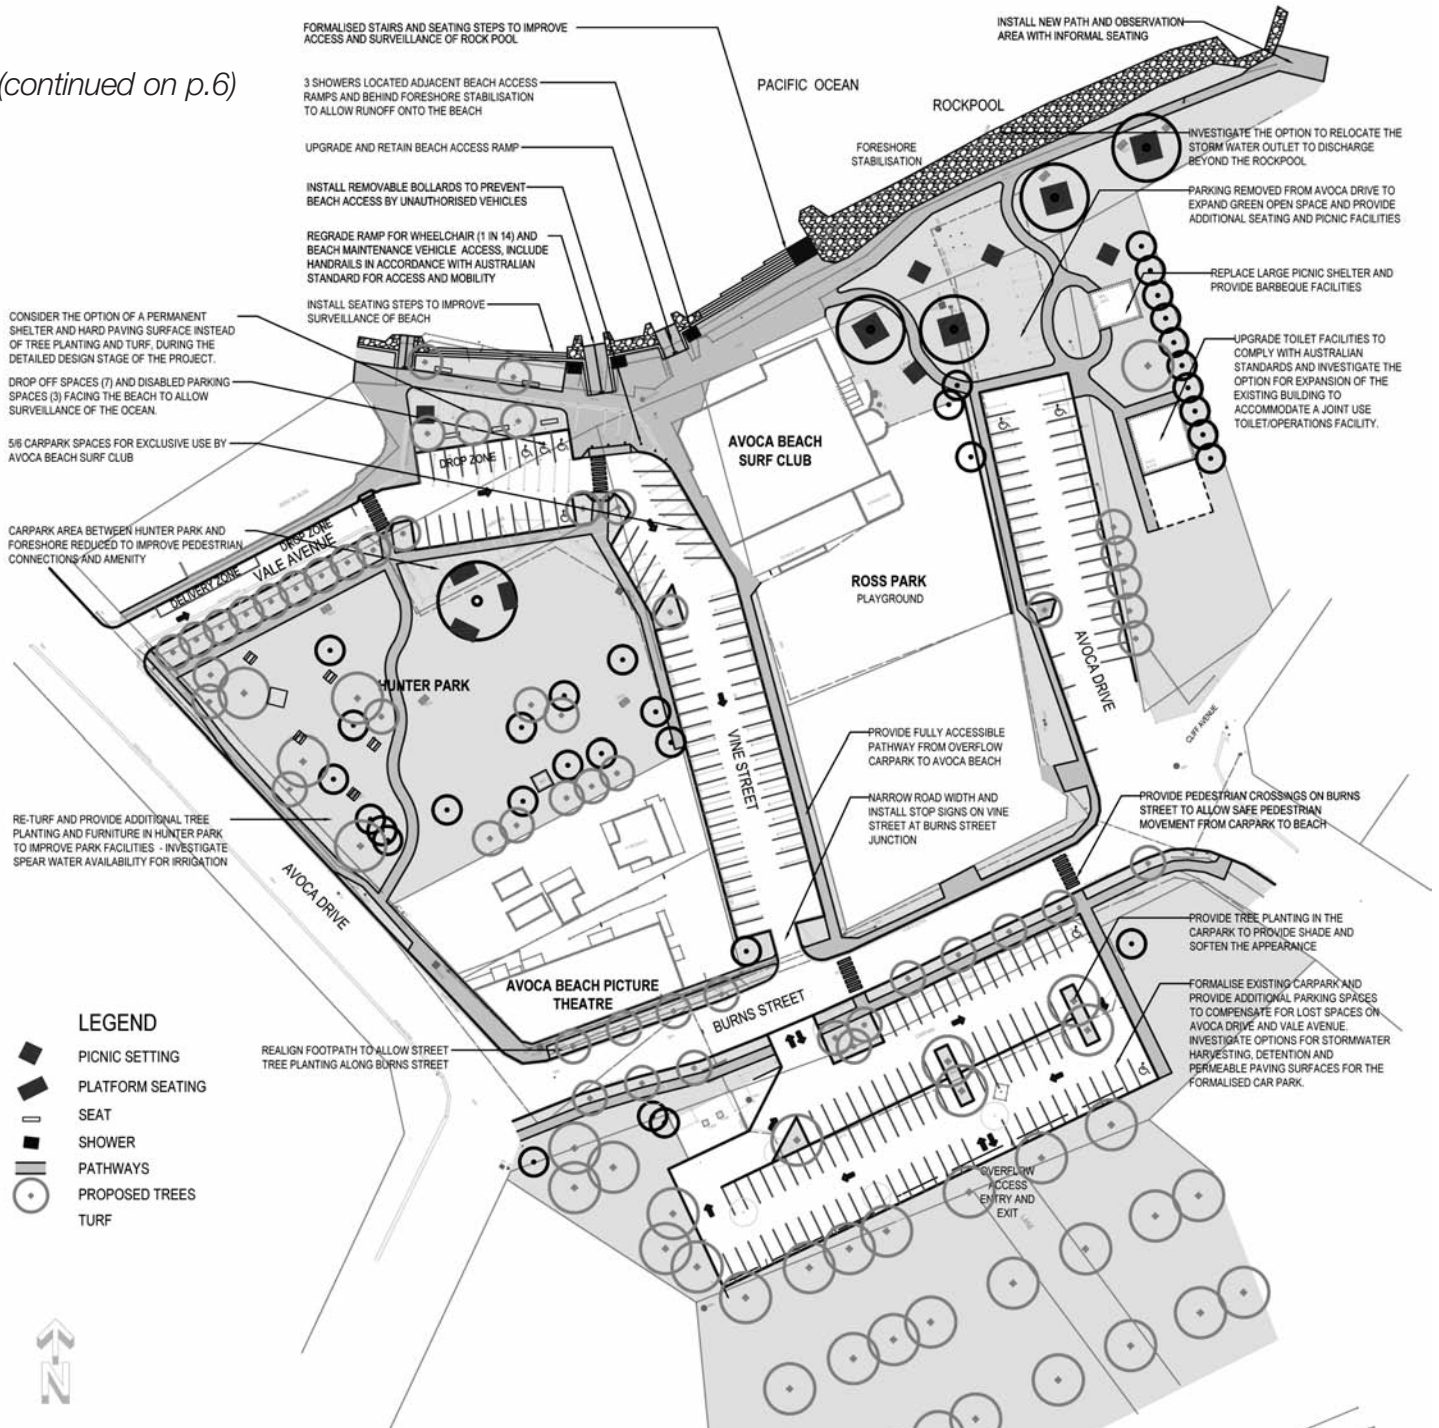 (continued on p.6)
FORMALISED STAIRS AND SEATING STEPS TO IMPROVE
ACCESS AND SURVEILLANCE OF ROCK POOL
3 SHOWERS LOCATED ADJACENT BEACH ACCESS
RAMPS AND BEHIND FORESHORE STABILISATION
TO ALLOW RUNOFF ONTO THE BEACH
UPGRADE AND RETAIN BEACH ACCESS RAMP
INSTALL REMOVABLE BOLLARDS TO PREVENT
BEACH ACCESS BY UNAUTHORISED VEHICLES
REGRADE RAMP FOR WHEELCHAIR (1 IN 14) AND
BEACH MAINTENANCE VEHICLE ACCESS, INCLUDE
HANDRAILS IN ACCORDANCE WITH AUSTRALIAN
STANDARD FOR ACCESS AND MOBILITY
INSTALL SEATING STEPS TO IMPROVE
SURVEILLANCE OF BEACH
CONSIDER THE OPTION OF A PERMANENT
SHELTER AND HARD PAVING SURFACE INSTEAD
OF TREE PLANTING AND TURF, DURING THE
DETAILED DESIGN STAGE OF THE PROJECT.
DROP OFF SPACES (7) AND DISABLED PARKING
SPACES (3) FACING THE BEACH TO ALLOW
SURVEILLANCE OF THE OCEAN.
5/6 CARPARK SPACES FOR EXCLUSIVE USE BY
AVOCA BEACH SURF CLUB
CARPARK AREA BETWEEN HUNTER PARK AND
FORESHORE REDUCED TO IMPROVE PEDESTRIAN
CONNECTIONS AND AMENITY
PACIFIC OCEAN
ROCKPOOL
FORESHORE
STABILISATION
INSTALL NEW PATH AND OBSERVATION
AREA WITH INFORMAL SEATING
INVESTIGATE THE OPTION TO RELOCATE THE
STORM WATER OUTLET TO DISCHARGE
BEYOND THE ROCKPOOL
PARKING REMOVED FROM AVOCA DRIVE TO
EXPAND GREEN OPEN SPACE AND PROVIDE
ADDITIONAL SEATING AND PICNIC FACILITIES
REPLACE LARGE PICNIC SHELTER AND
PROVIDE BARBEQUE FACILITIES
UPGRADE TOILET FACILITIES TO
COMPLY WITH AUSTRALIAN
STANDARDS AND INVESTIGATE THE
OPTION FOR EXPANSION OF THE
EXISTING BUILDING TO
ACCOMMODATE A JOINT USE
TOILET/OPERATIONS FACILITY.
DROP ZONE
DROP ZONE
VALE AVENUE
DELIVERY ZONE
AVOCA BEACH
SURF CLUB
ROSS PARK
PLAYGROUND
HUNTER PARK
VINE STREET
AVOCA DRIVE
CLIFF AVENUE
PROVIDE FULLY ACCESSIBLE
PATHWAY FROM OVERFLOW
CARPARK TO AVOCA BEACH
NARROW ROAD WIDTH AND
INSTALL STOP SIGNS ON VINE
STREET AT BURNS STREET
JUNCTION
PROVIDE PEDESTRIAN CROSSINGS ON BURNS
STREET TO ALLOW SAFE PEDESTRIAN
MOVEMENT FROM CARPARK TO BEACH
RE-TURF AND PROVIDE ADDITIONAL TREE
PLANTING AND FURNITURE IN HUNTER PARK
TO IMPROVE PARK FACILITIES - INVESTIGATE
SPEAR WATER AVAILABILITY FOR IRRIGATION
AVOCA DRIVE
AVOCA BEACH PICTURE
THEATRE
BURNS STREET
PROVIDE TREE PLANTING IN THE
CARPARK TO PROVIDE SHADE AND
SOFTEN THE APPEARANCE
FORMALISE EXISTING CARPARK AND
PROVIDE ADDITIONAL PARKING SPACES
TO COMPENSATE FOR LOST SPACES ON
AVOCA DRIVE AND VALE AVENUE.
INVESTIGATE OPTIONS FOR STORMWATER
HARVESTING, DETENTION AND
PERMEABLE PAVING SURFACES FOR THE
FORMALISED CAR PARK.
REALIGN FOOTPATH TO ALLOW STREET
TREE PLANTING ALONG BURNS STREET
OVERFLOW
ACCESS
ENTRY AND
EXIT
LEGEND
PICNIC SETTING
PLATFORM SEATING
SEAT
SHOWER
PATHWAYS
PROPOSED TREES
TURF
N